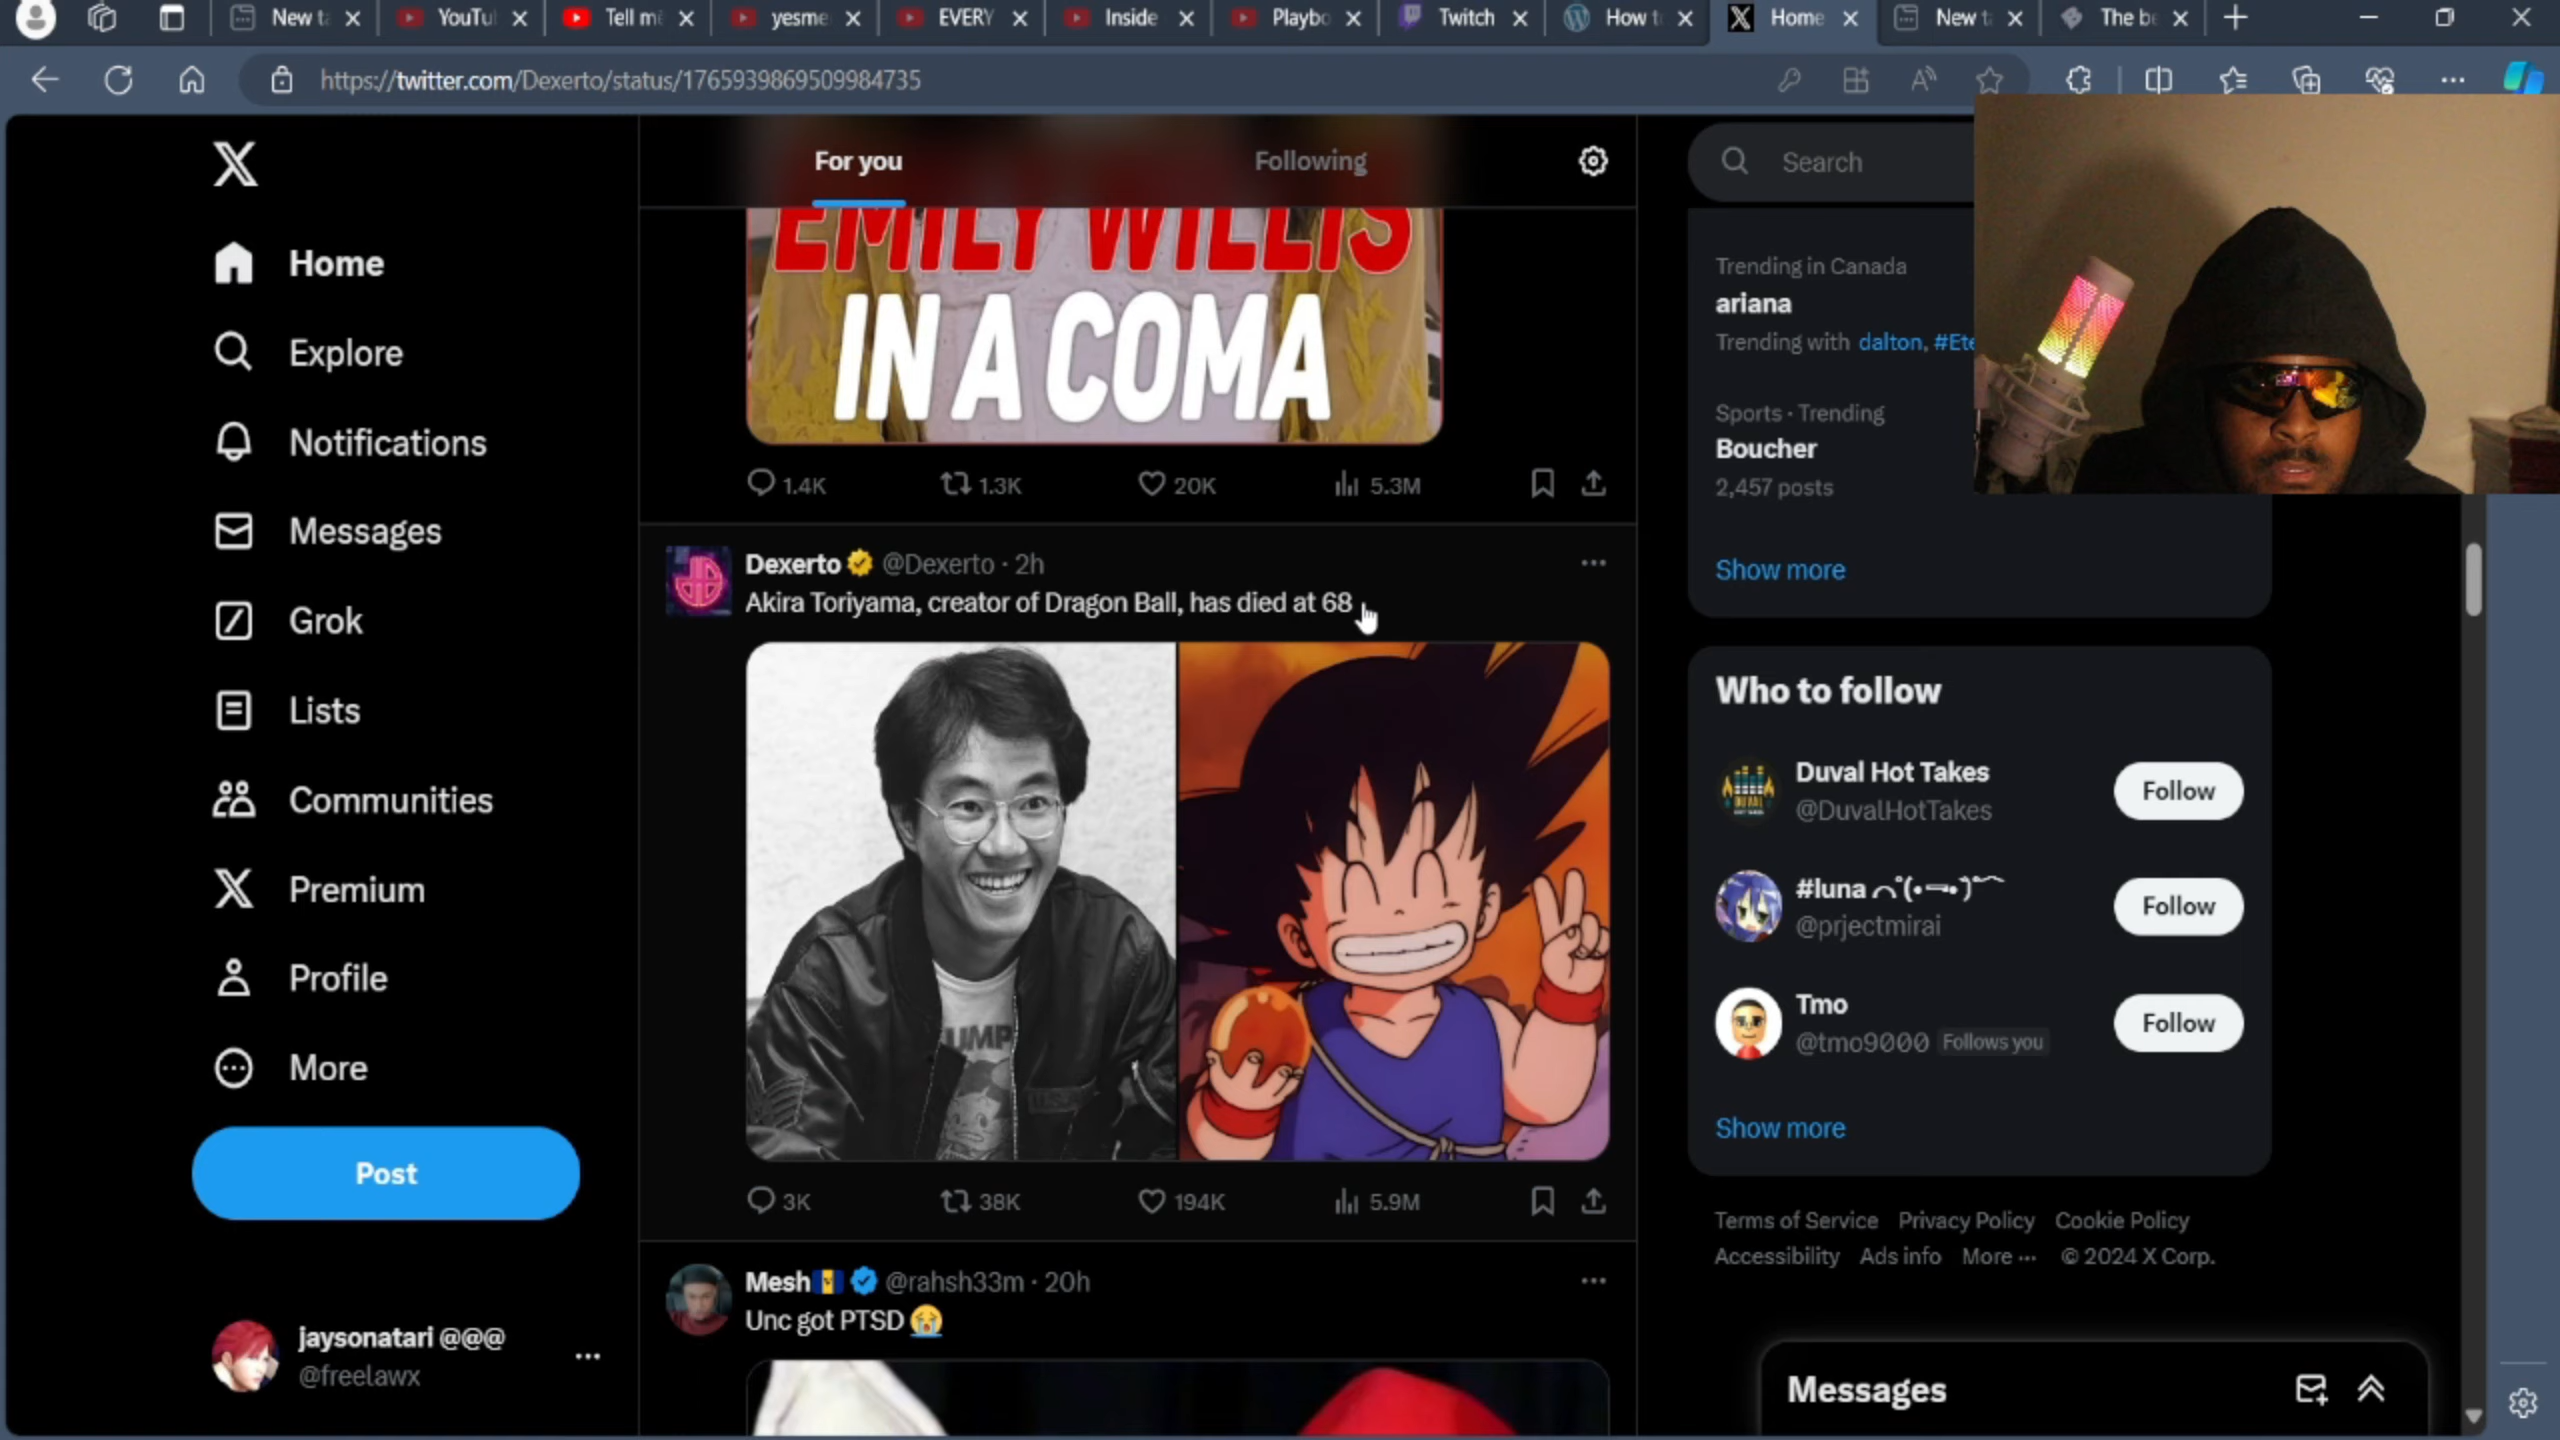 New ta
YouTu
Tell me
yesme
EVERY
Inside
Playbo
Twitch
How t
Home
New ta
The be
https://twitter.com/Dexerto/status/1765939869509984735
Home
Explore
Notifications
Messages
Grok
Lists
Communities
Premium
Profile
More
Post
jaysonatari @@@
@freelawx
For you
Following
EMILY WILLIS
IN A COMA
1.4K 1.3K 20K 5.3M
Dexerto @Dexerto · 2h
Akira Toriyama, creator of Dragon Ball, has died at 68
UMP
3K 38K 194K 5.9M
Mesh🇧🇧 @rahsh33m · 20h
Unc got PTSD 😭
Search
Trending in Canada
ariana
Trending with dalton, #Ete
Sports · Trending
Boucher
2,457 posts
Show more
Who to follow
Duval Hot Takes
@DuvalHotTakes
Follow
#luna
@prjectmirai
Follow
Tmo
@tmo9000 Follows you
Follow
Show more
Terms of Service Privacy Policy Cookie Policy
Accessibility Ads info More ··· © 2024 X Corp.
Messages